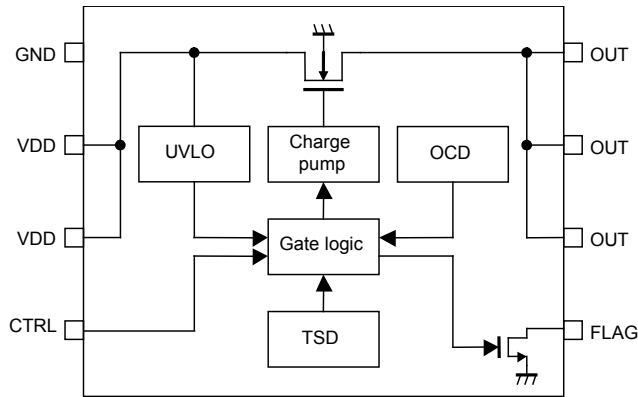 GND
OUT
VDD
UVLO
Charge
pump
OCD
OUT
VDD
Gate logic
OUT
CTRL
TSD
FLAG